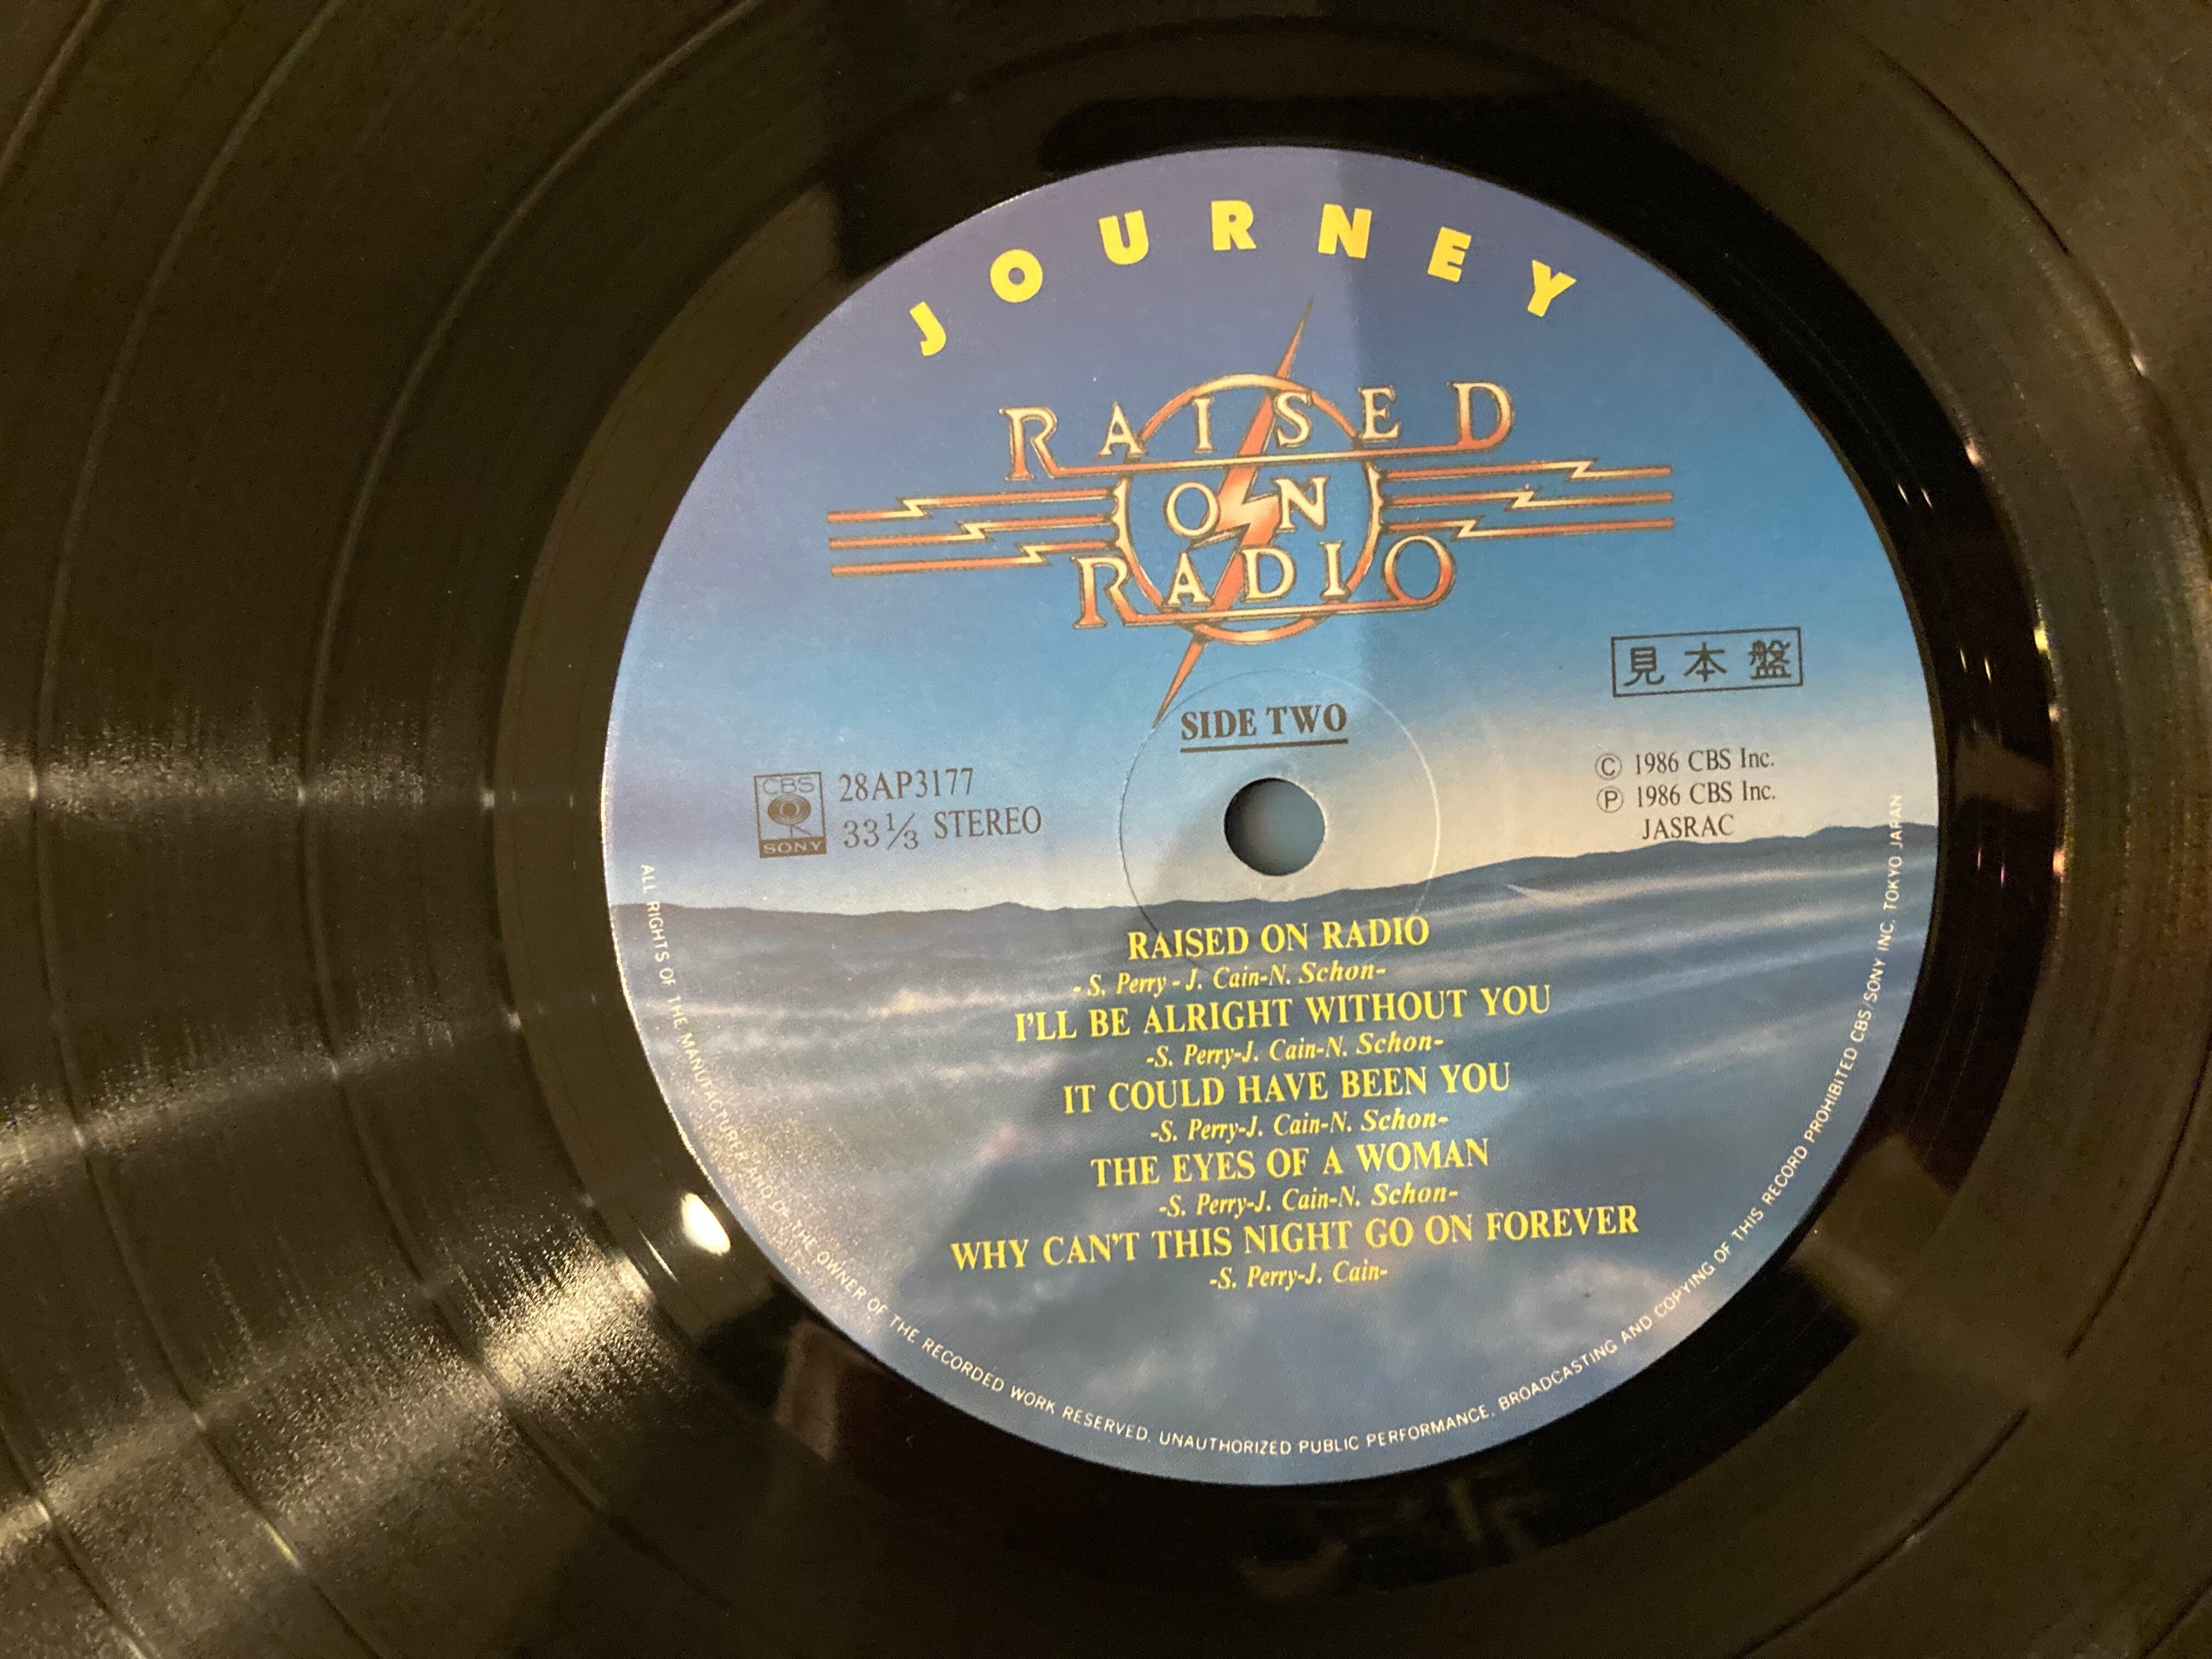 JOURNEY
RAISED
ON
RADIO
見本盤
SIDE TWO
CBS
SONY
28AP3177
33⅓ STEREO
Ⓒ 1986 CBS Inc.
Ⓟ 1986 CBS Inc.
JASRAC
RAISED ON RADIO
- S. Perry - J. Cain-N. Schon-
I'LL BE ALRIGHT WITHOUT YOU
-S. Perry-J. Cain-N. Schon-
IT COULD HAVE BEEN YOU
-S. Perry-J. Cain-N. Schon-
THE EYES OF A WOMAN
-S. Perry-J. Cain-N. Schon-
WHY CAN'T THIS NIGHT GO ON FOREVER
-S. Perry-J. Cain-
ALL RIGHTS OF THE MANUFACTURER AND OF THE OWNER OF THE RECORDED WORK RESERVED. UNAUTHORIZED PUBLIC PERFORMANCE. BROADCASTING AND COPYING OF THIS RECORD PROHIBITED CBS/SONY INC. TOKYO JAPAN